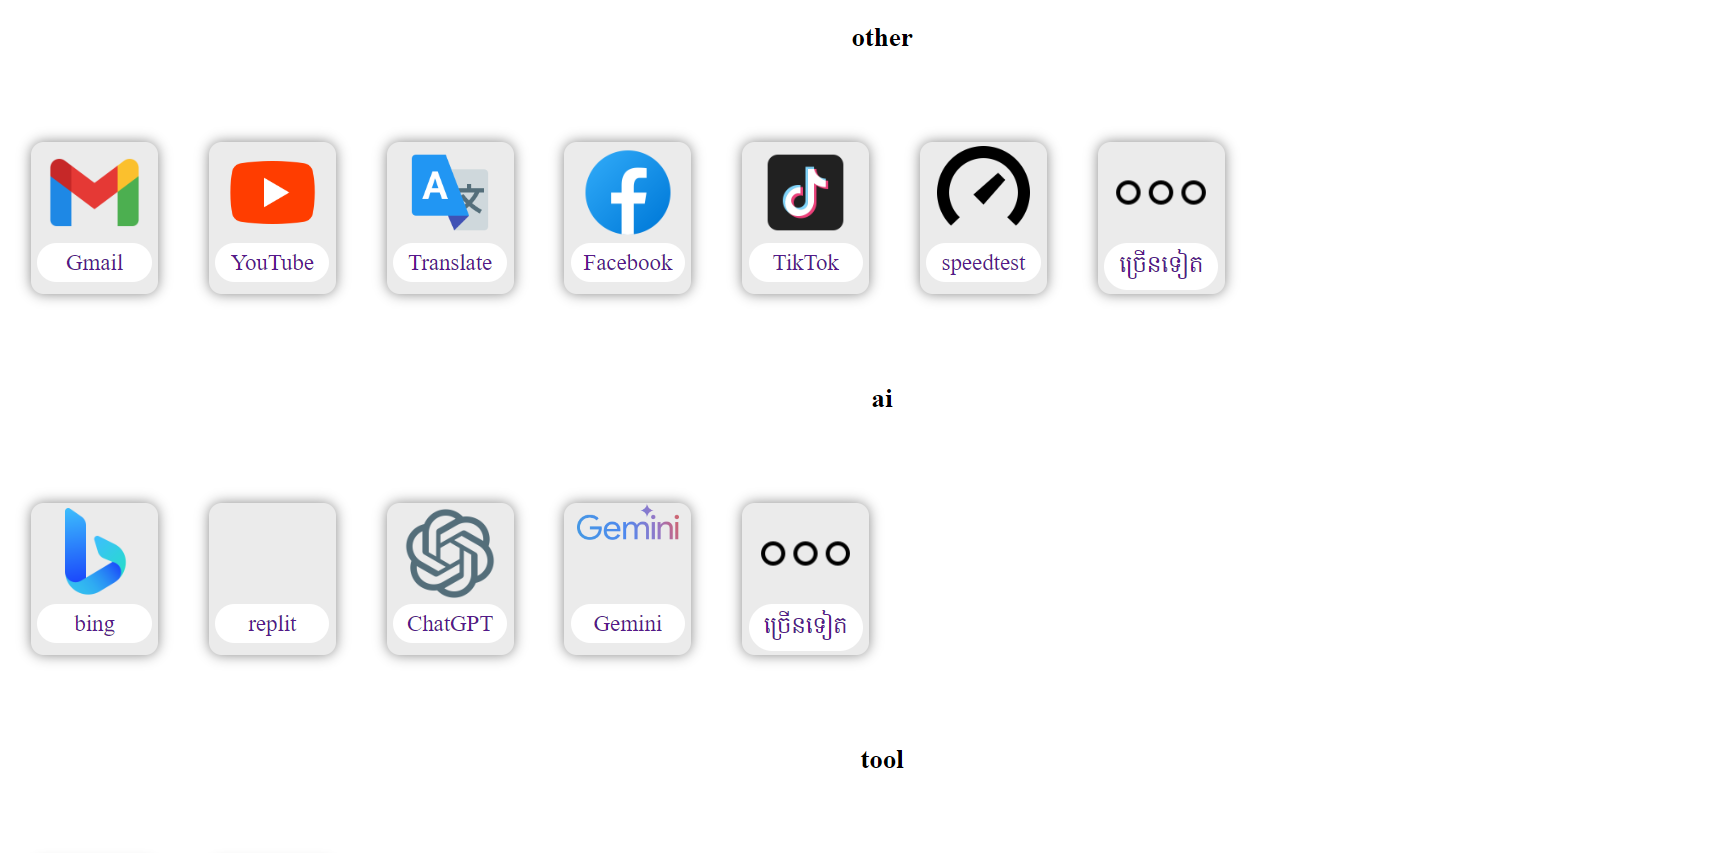 other
Gmail
YouTube
Translate
Facebook
TikTok
speedtest
ច្រើនទៀត
ai
bing
replit
ChatGPT
Gemini
Gemini
ច្រើនទៀត
tool